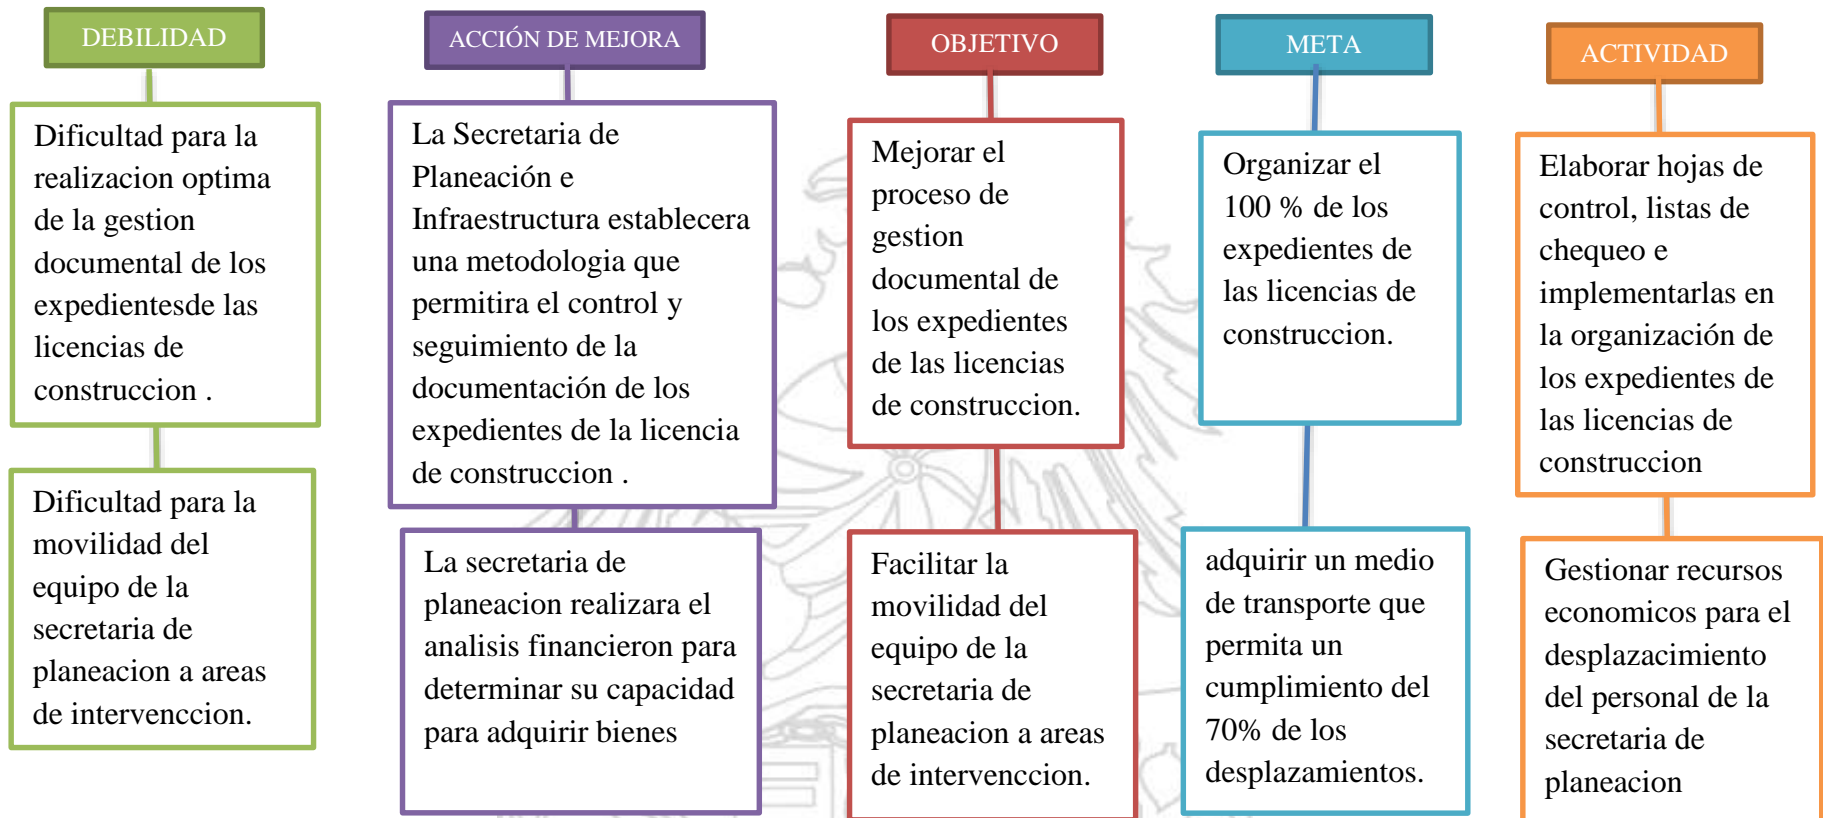 DEBILIDAD
Dificultad para la
realizacion optima
de la gestion
documental de los
expedientesde las
licencias de
construccion .
Dificultad para la
movilidad del
equipo de la
secretaria de
planeacion a areas
de intervenccion.
ACCIÓN DE MEJORA
La Secretaria de
Planeación e
Infraestructura establecera
una metodologia que
permitira el control y
seguimiento de la
documentación de los
expedientes de la licencia
de construccion .
La secretaria de
planeacion realizara el
analisis financieron para
determinar su capacidad
para adquirir bienes
OBJETIVO
Mejorar el
proceso de
gestion
documental de
los expedientes
de las licencias
de construccion.
Facilitar la
movilidad del
equipo de la
secretaria de
planeacion a areas
de intervenccion.
META
Organizar el
100 % de los
expedientes de
las licencias de
construccion.
adquirir un medio
de transporte que
permita un
cumplimiento del
70% de los
desplazamientos.
ACTIVIDAD
Elaborar hojas de
control, listas de
chequeo e
implementarlas en
la organización de
los expedientes de
las licencias de
construccion
Gestionar recursos
economicos para el
desplazacimiento
del personal de la
secretaria de
planeacion